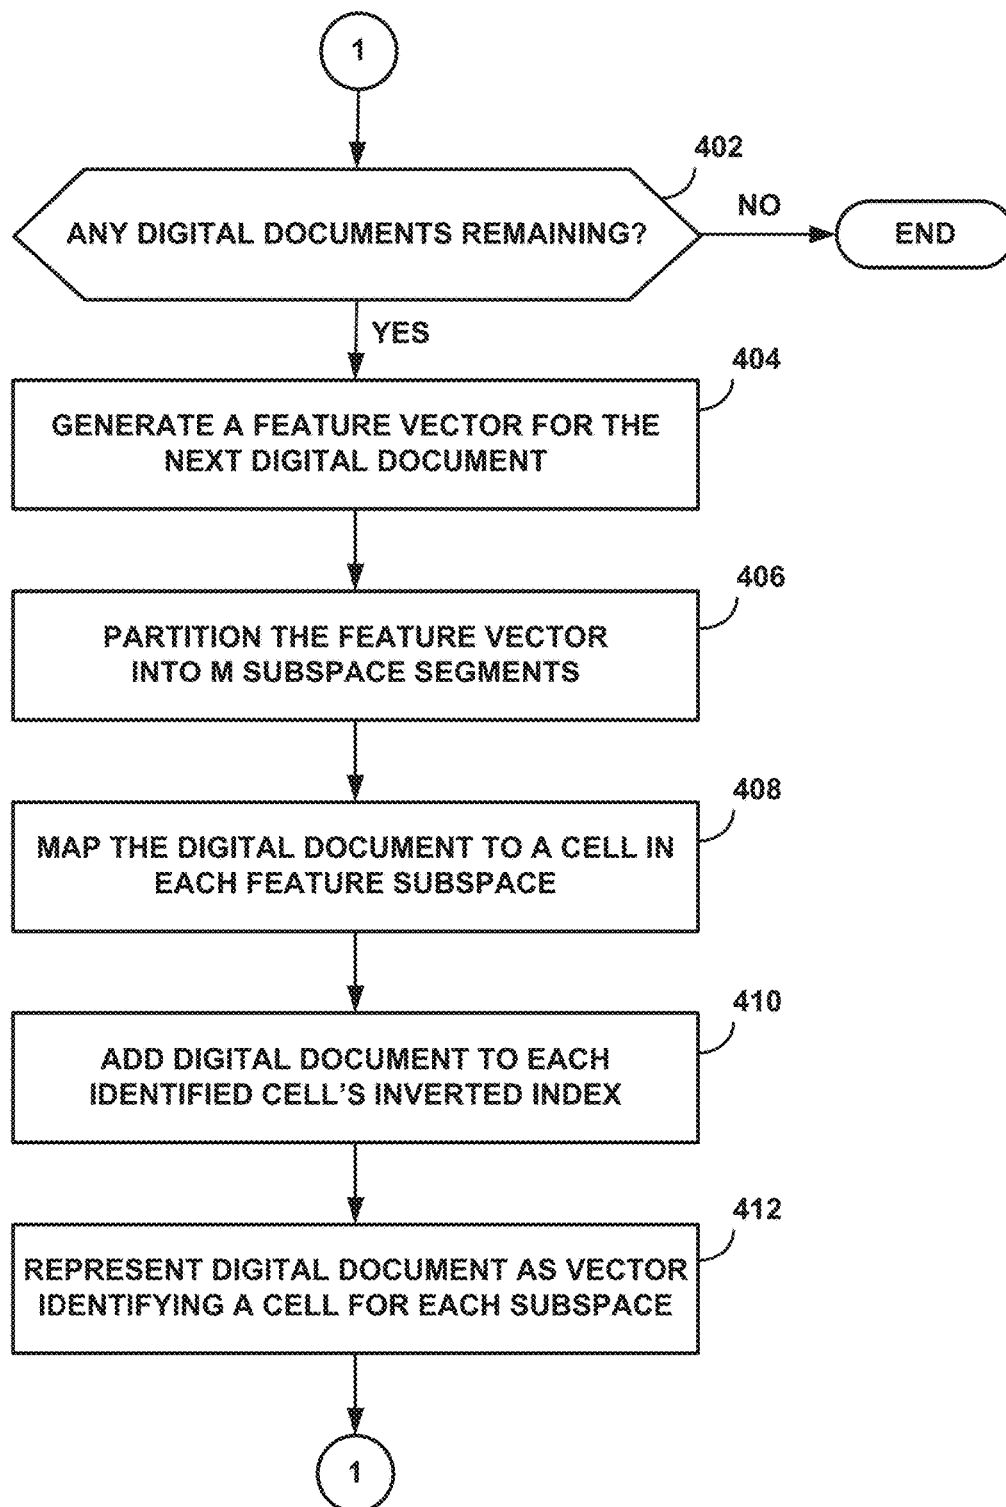 1
402
ANY DIGITAL DOCUMENTS REMAINING?
NO
END
YES
404
GENERATE A FEATURE VECTOR FOR THE
NEXT DIGITAL DOCUMENT
406
PARTITION THE FEATURE VECTOR
INTO M SUBSPACE SEGMENTS
408
MAP THE DIGITAL DOCUMENT TO A CELL IN
EACH FEATURE SUBSPACE
410
ADD DIGITAL DOCUMENT TO EACH
IDENTIFIED CELL'S INVERTED INDEX
412
REPRESENT DIGITAL DOCUMENT AS VECTOR
IDENTIFYING A CELL FOR EACH SUBSPACE
1